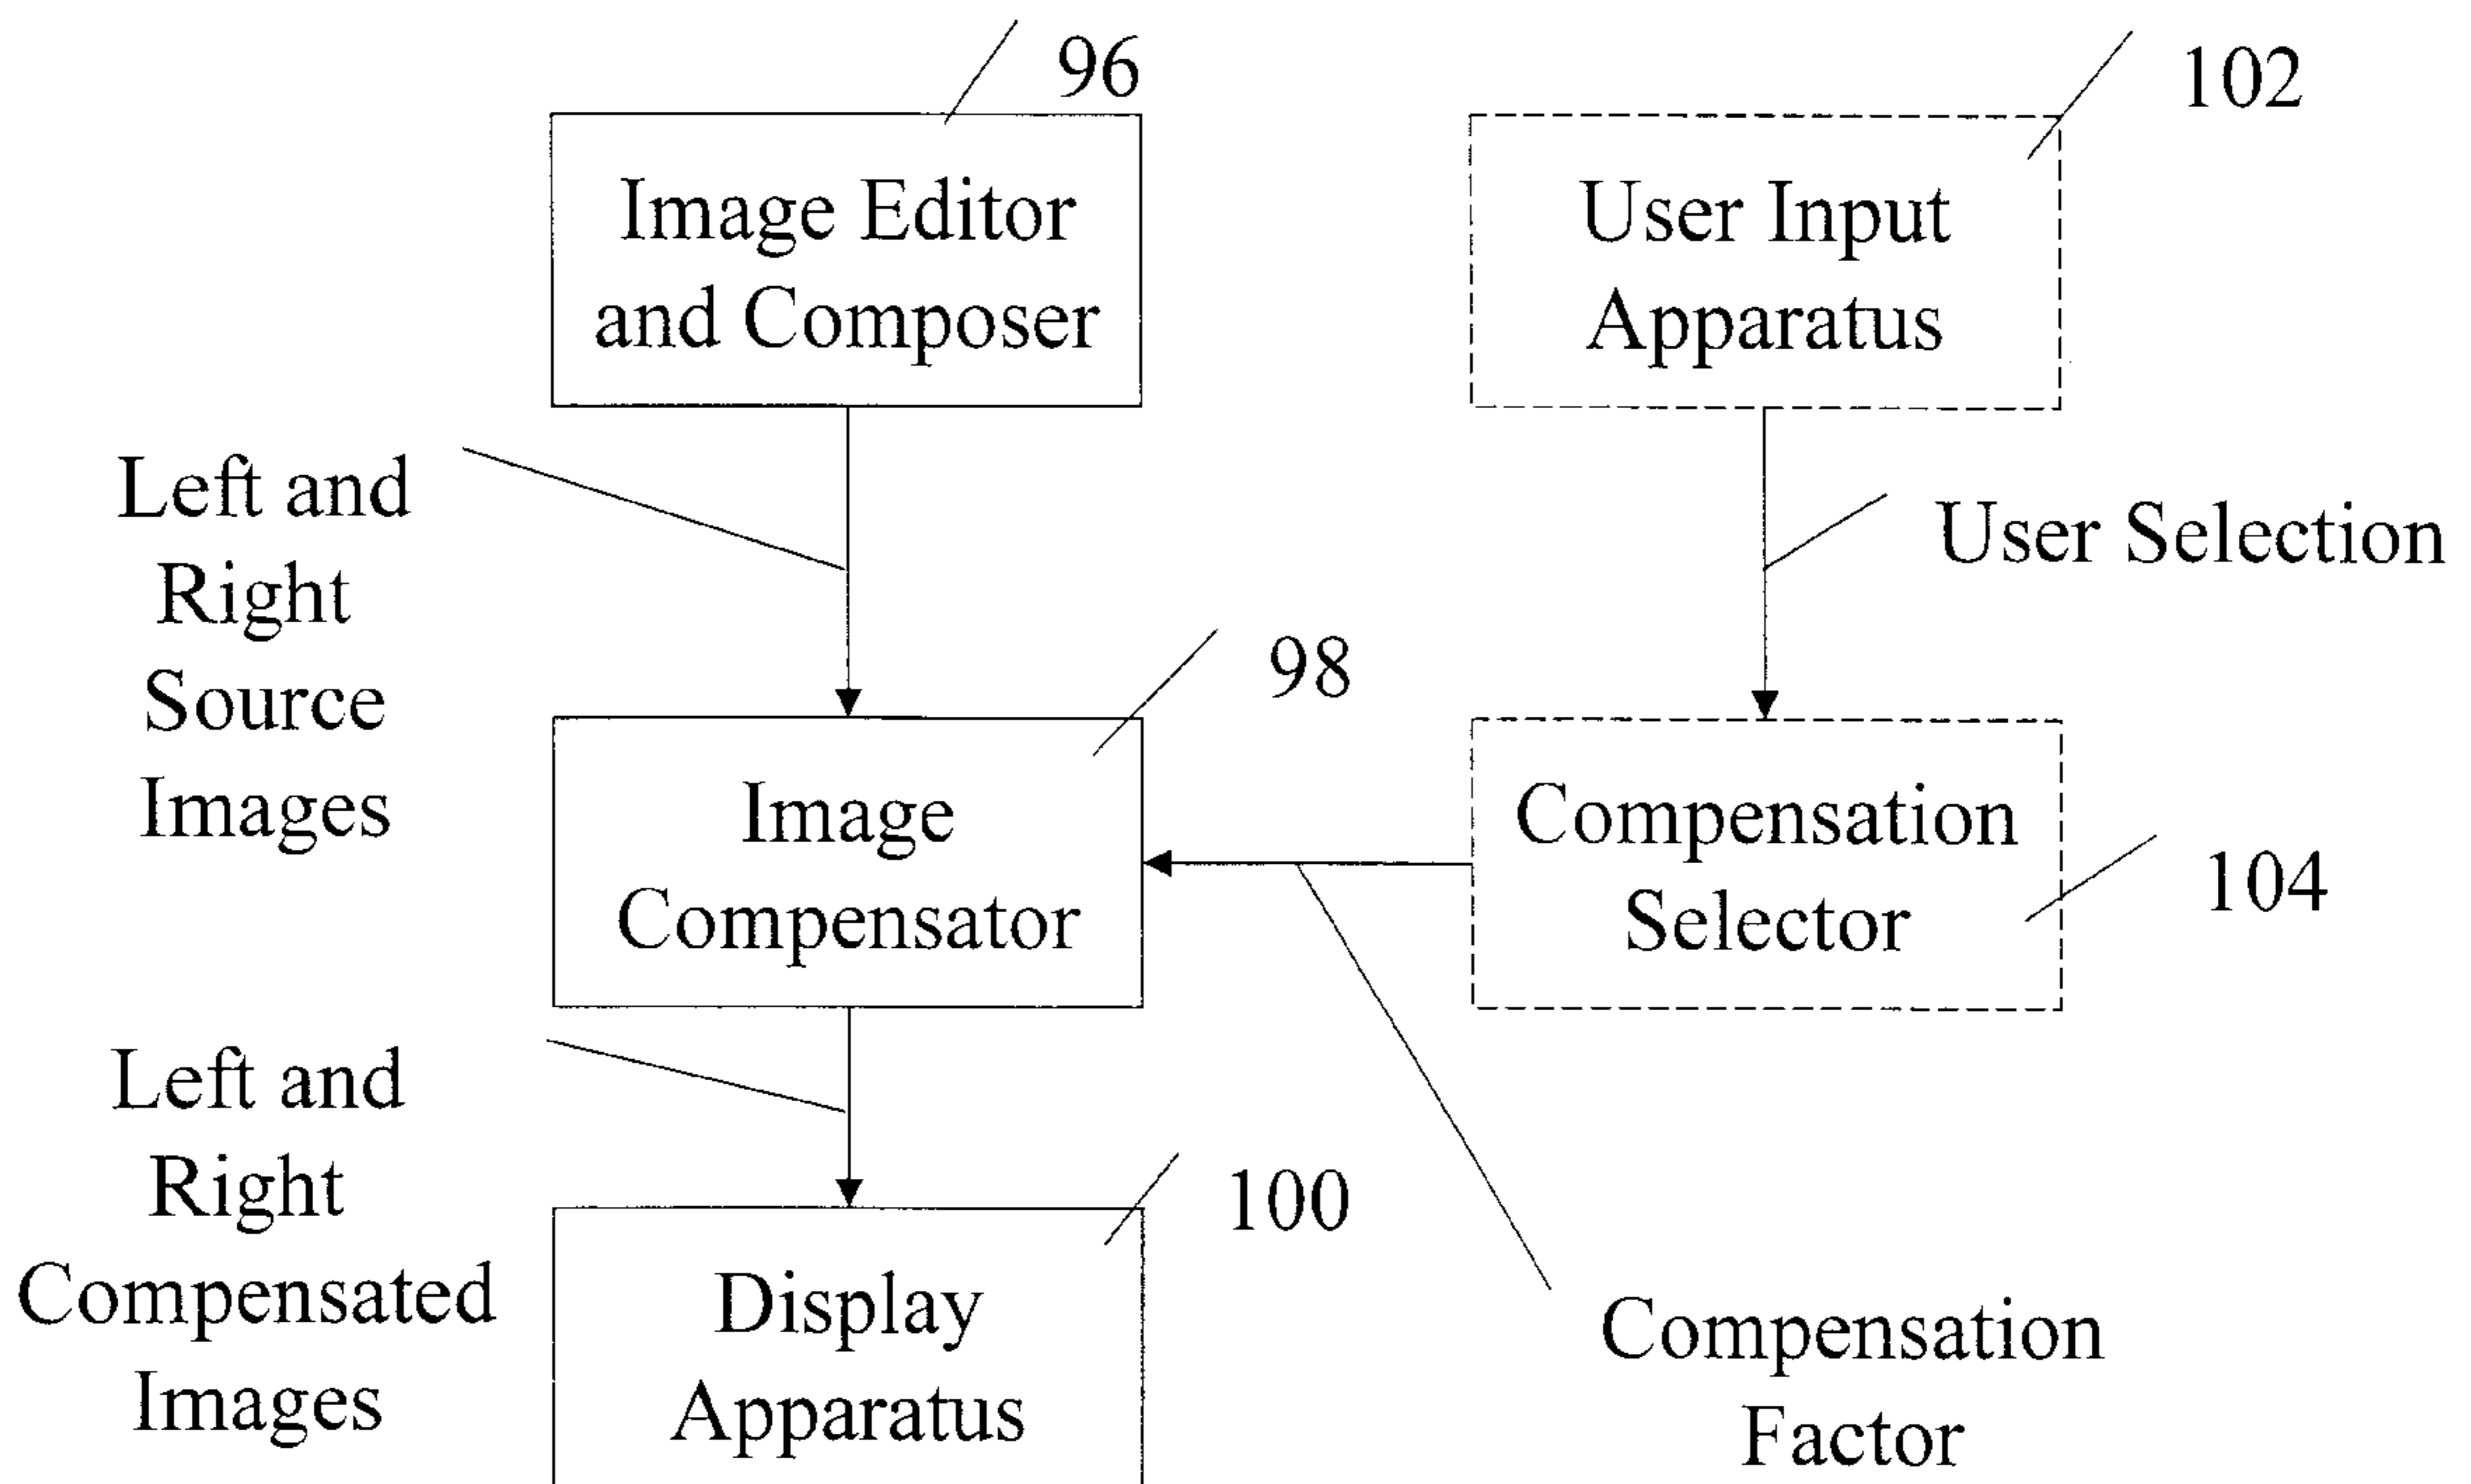 96
102
Image Editor
and Composer
User Input
Apparatus
Left and
Right
Source
Images
User Selection
98
Image
Compensator
Compensation
Selector
104
Left and
Right
Compensated
Images
100
Display
Apparatus
Compensation
Factor